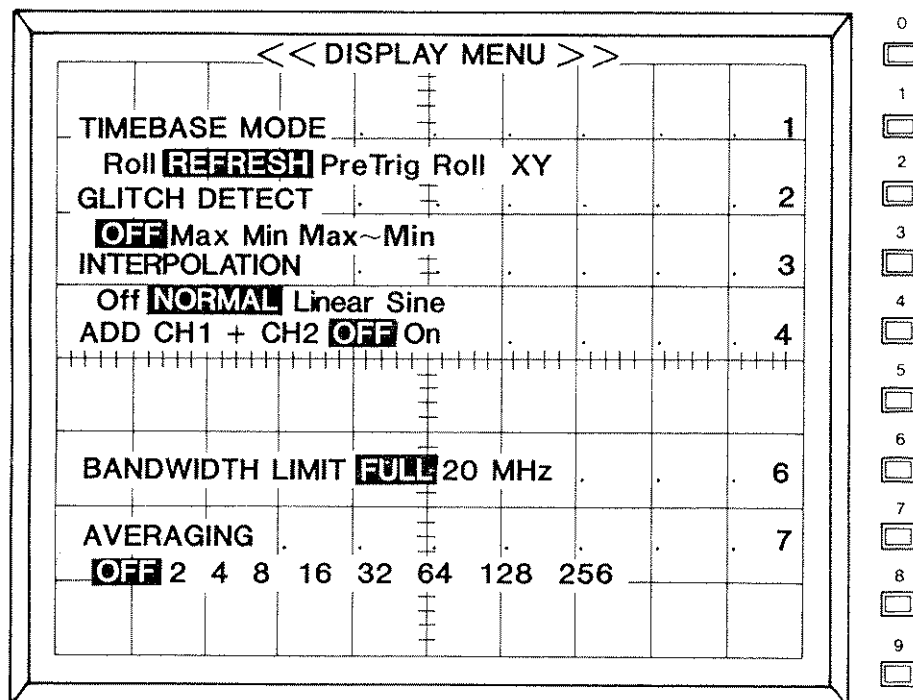 << DISPLAY MENU >>
TIMEBASE MODE 1
Roll REFRESH PreTrig Roll XY
GLITCH DETECT 2
OFF Max Min Max~Min
INTERPOLATION 3
Off NORMAL Linear Sine
ADD CH1 + CH2 OFF On 4
BANDWIDTH LIMIT FULL 20 MHz 6
AVERAGING 7
OFF 2 4 8 16 32 64 128 256
0
1
2
3
4
5
6
7
8
9